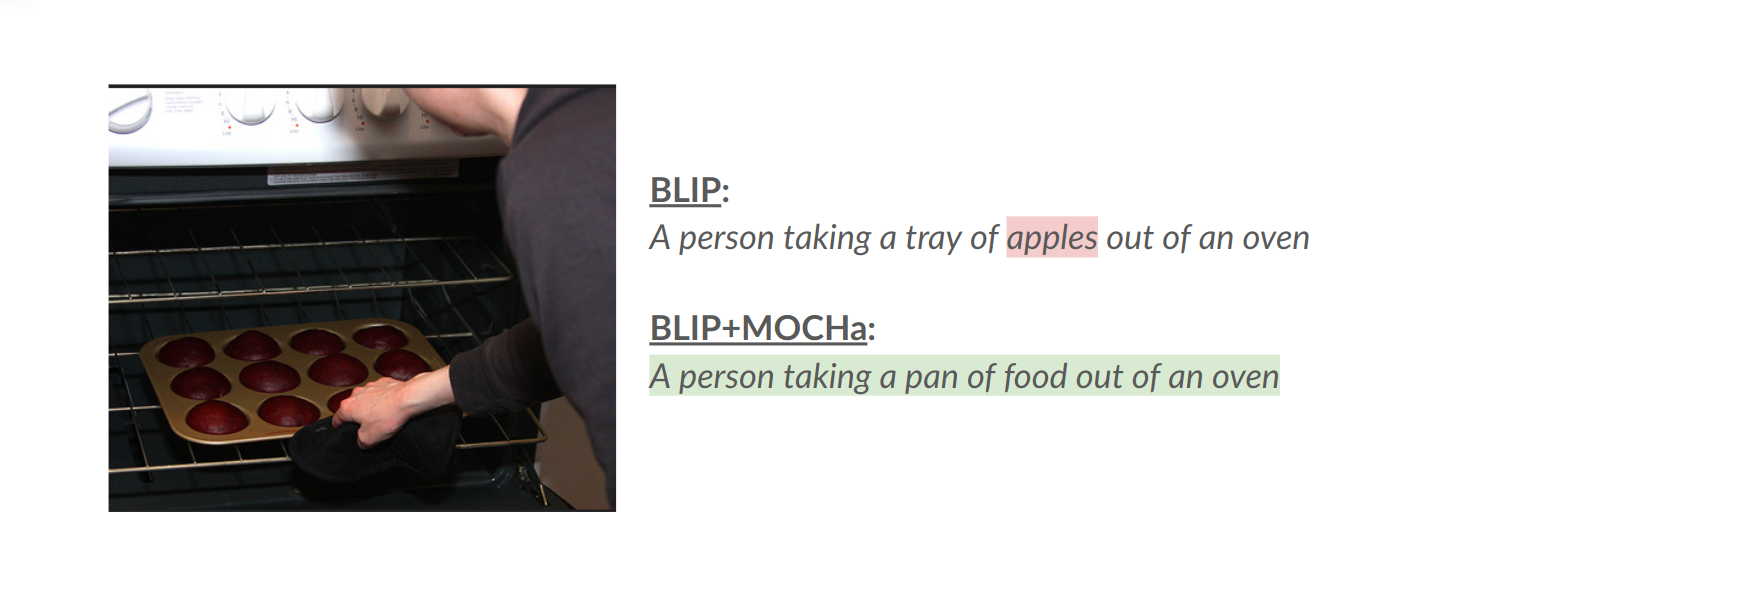 BLIP:
A person taking a tray of apples out of an oven
BLIP+MOCHa:
A person taking a pan of food out of an oven